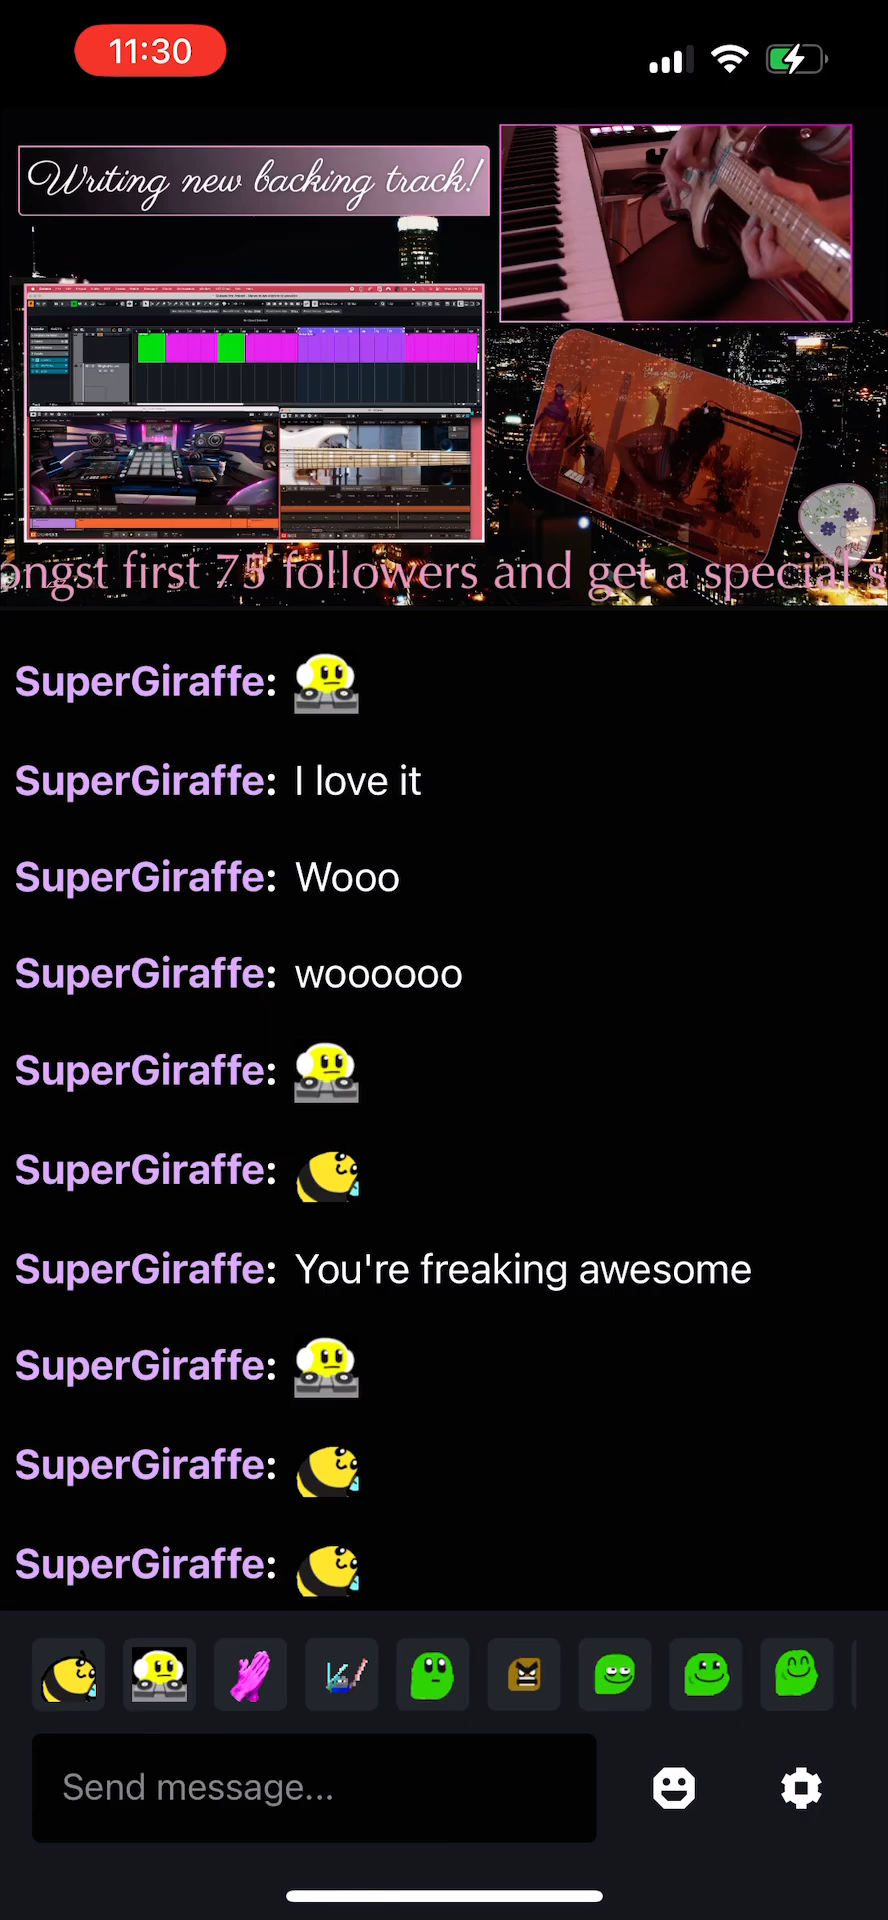 11:30
Writing new backing track!
ongst first 75 followers and get a special s
SuperGiraffe:
SuperGiraffe: I love it
SuperGiraffe: Wooo
SuperGiraffe: woooooo
SuperGiraffe:
SuperGiraffe:
SuperGiraffe: You're freaking awesome
SuperGiraffe:
SuperGiraffe:
SuperGiraffe:
Send message...